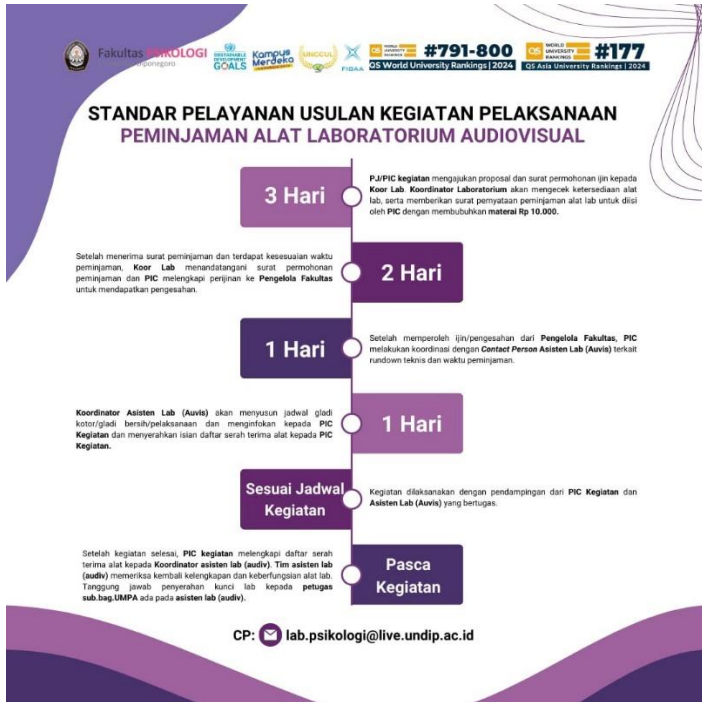 Fakultas PSIKOLOGI
SUSTAINABLE
DEVELOPMENT
GOALS
Kampus
Merdeka
UNGGUL
FIBAA
QS WORLD
UNIVERSITY
RANKINGS
#791-800
QS World University Rankings | 2024
QS WORLD
UNIVERSITY
RANKINGS
#177
QS Asia University Rankings | 2024
STANDAR PELAYANAN USULAN KEGIATAN PELAKSANAAN
PEMINJAMAN ALAT LABORATORIUM AUDIOVISUAL
3 Hari
PJ/PIC kegiatan mengajukan proposal dan surat permohonan ijin kepada
Koor Lab. Koordinator Laboratorium akan mengecek ketersediaan alat
lab, serta memberikan surat pernyataan peminjaman alat lab untuk diisi
oleh PIC dengan membubuhkan materai Rp 10.000.
Setelah menerima surat peminjaman dan terdapat kesesuaian waktu
peminjaman, Koor Lab menandatangani surat permohonan
peminjaman dan PIC melengkapi perijinan ke Pengelola Fakultas
untuk mendapatkan pengesahan.
2 Hari
1 Hari
Setelah memperoleh ijin/pengesahan dari Pengelola Fakultas, PIC
melakukan koordinasi dengan Contact Person Asisten Lab (Auvis) terkait
rundown teknis dan waktu peminjaman.
Koordinator Asisten Lab (Auvis) akan menyusun jadwal gladi
kotor/gladi bersih/pelaksanaan dan menginfokan kepada PIC
Kegiatan dan menyerahkan isian daftar serah terima alat kepada PIC
Kegiatan.
1 Hari
Sesuai Jadwal
Kegiatan
Kegiatan dilaksanakan dengan pendampingan dari PIC Kegiatan dan
Asisten Lab (Auvis) yang bertugas.
Setelah kegiatan selesai, PIC kegiatan melengkapi daftar serah
terima alat kepada Koordinator asisten lab (audiv). Tim asisten lab
(audiv) memeriksa kembali kelengkapan dan keberfungsian alat lab.
Tanggung jawab penyerahan kunci lab kepada petugas
sub.bag.UMPA ada pada asisten lab (audiv).
Pasca
Kegiatan
CP: lab.psikologi@live.undip.ac.id